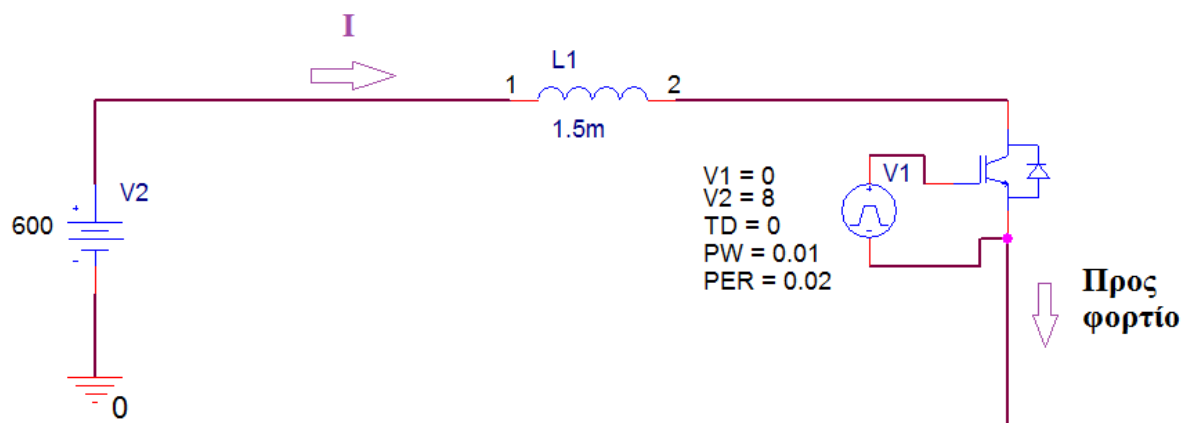 I
L1
1 2
1.5m
V2
600
0
V1 = 0
V2 = 8
TD = 0
PW = 0.01
PER = 0.02
V1
Προς
φορτίο